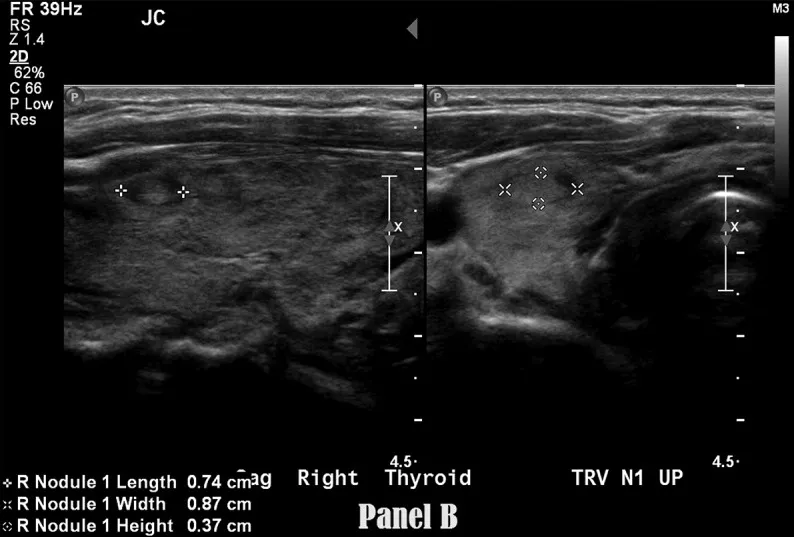 FR 39Hz
RS
Z 1.4
2D
62%
C 66
P Low
Res
JC
M3
P
P
X
X
4.5
4.5
R Nodule 1 Length 0.74 cm
R Nodule 1 Width 0.87 cm
R Nodule 1 Height 0.37 cm
Right Thyroid
TRV N1 UP
Panel B